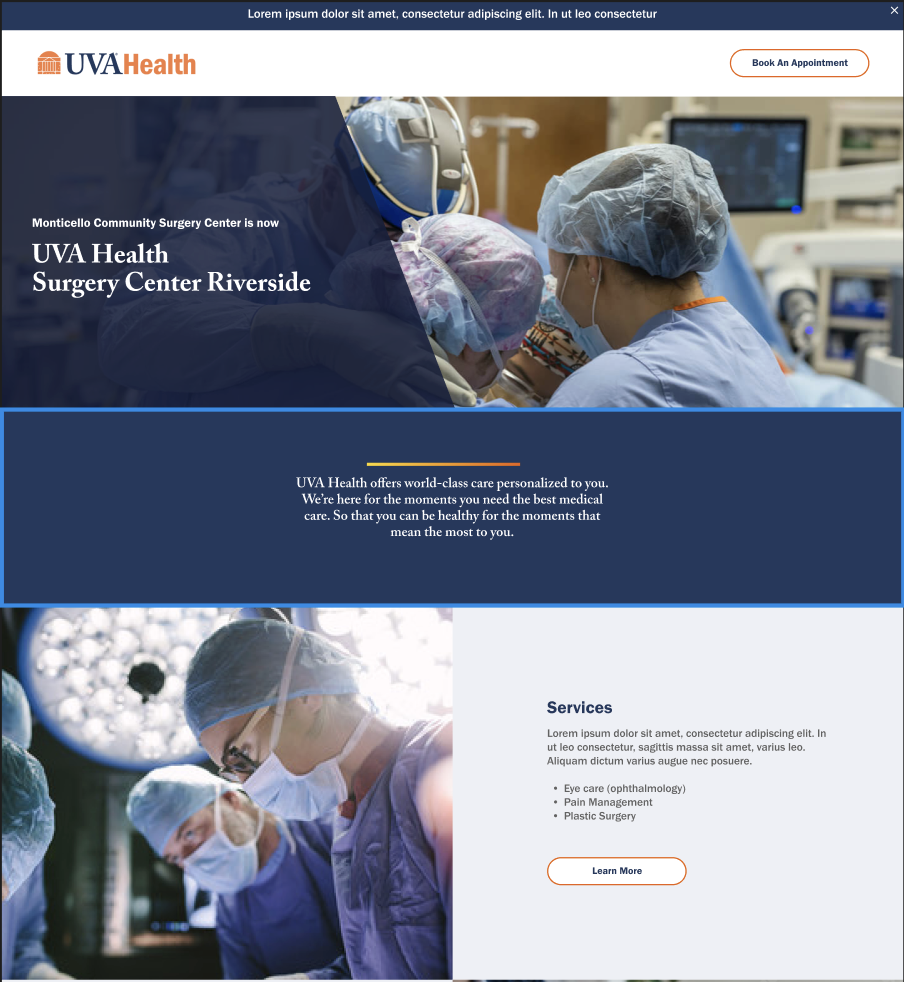 Lorem ipsum dolor sit amet, consectetur adipiscing elit. In ut leo consectetur
UVAHealth
Book An Appointment
Monticello Community Surgery Center is now
UVA Health
Surgery Center Riverside
UVA Health offers world-class care personalized to you.
We’re here for the moments you need the best medical
care. So that you can be healthy for the moments that
mean the most to you.
Services
Lorem ipsum dolor sit amet, consectetur adipiscing elit. In
ut leo consectetur, sagittis massa sit amet, varius leo.
Aliquam dictum varius augue nec posuere.
• Eye care (ophthalmology)
• Pain Management
• Plastic Surgery
Learn More